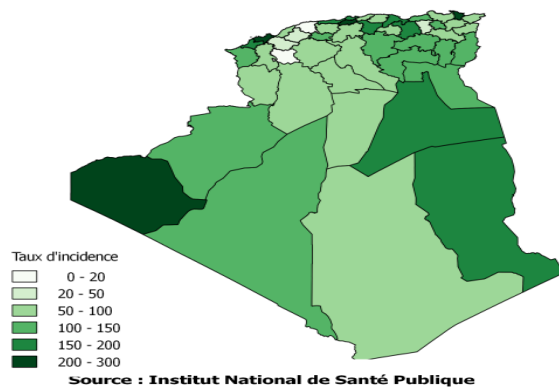 Taux d'incidence
0 - 20
20 - 50
50 - 100
100 - 150
150 - 200
200 - 300
Source : Institut National de Santé Publique